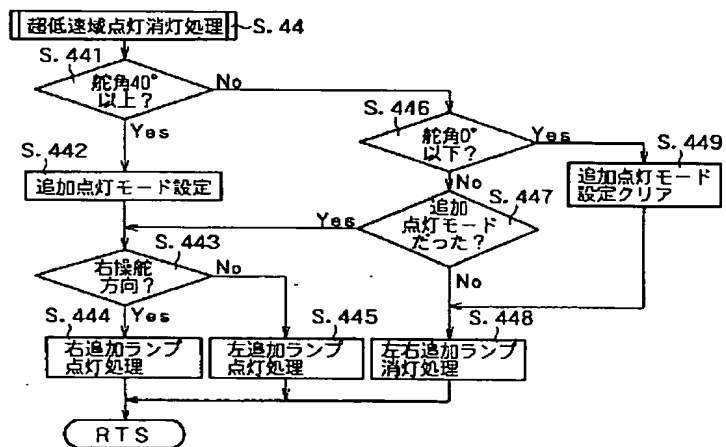 超低速域点灯消灯処理
S.44
S.441
舵角40°
以上?
No
Yes
S.446
舵角0°
以下?
Yes
No
S.449
追加点灯モード
設定クリア
S.442
追加点灯モード設定
追加
点灯モード
だった?
S.447
Yes
No
S.443
右操舵
方向?
No
Yes
S.444
右追加ランプ
点灯処理
S.445
左追加ランプ
点灯処理
S.448
左右追加ランプ
消灯処理
RTS